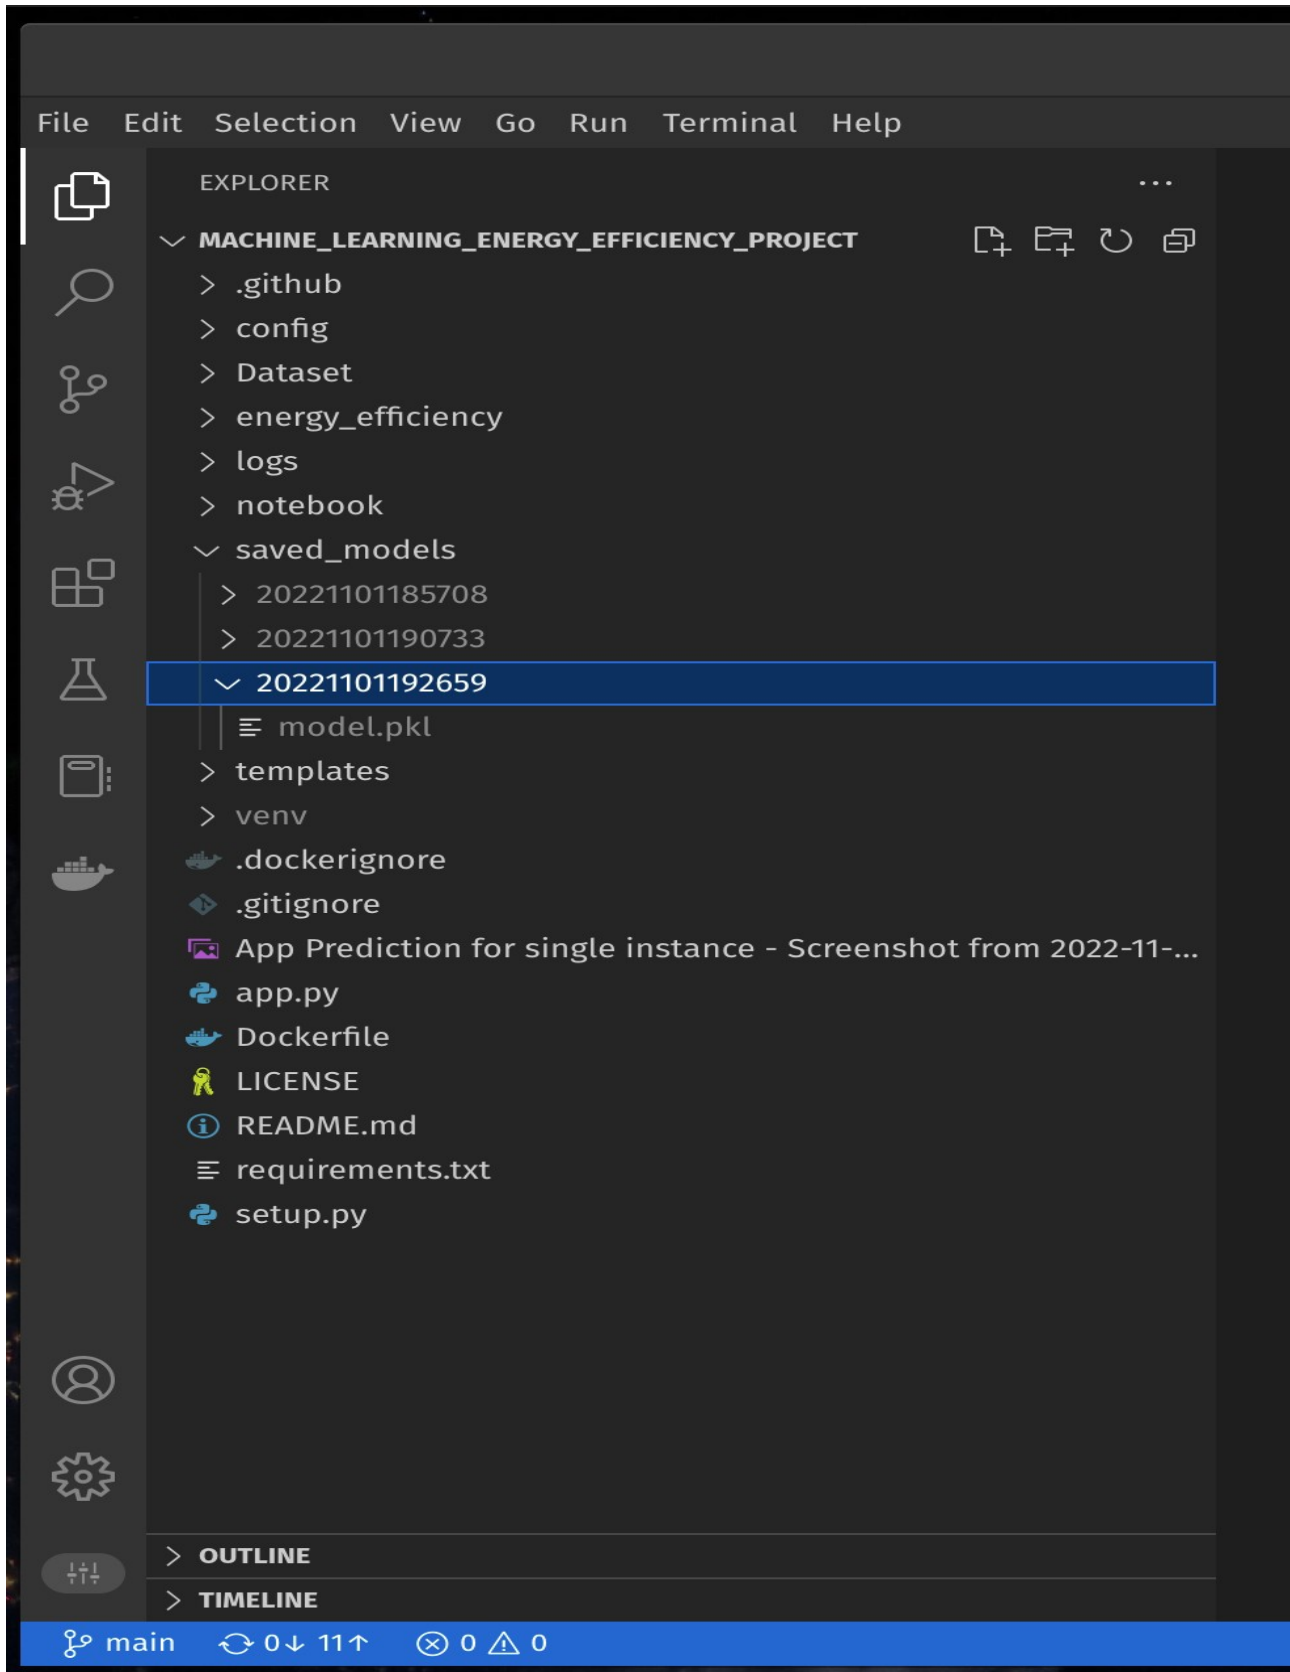 File Edit Selection View Go Run Terminal Help
EXPLORER
MACHINE_LEARNING_ENERGY_EFFICIENCY_PROJECT
.github
config
Dataset
energy_efficiency
logs
notebook
saved_models
20221101185708
20221101190733
20221101192659
model.pkl
templates
venv
.dockerignore
.gitignore
App Prediction for single instance - Screenshot from 2022-11-...
app.py
Dockerfile
LICENSE
README.md
requirements.txt
setup.py
OUTLINE
TIMELINE
main 0↓ 11↑ 0 0